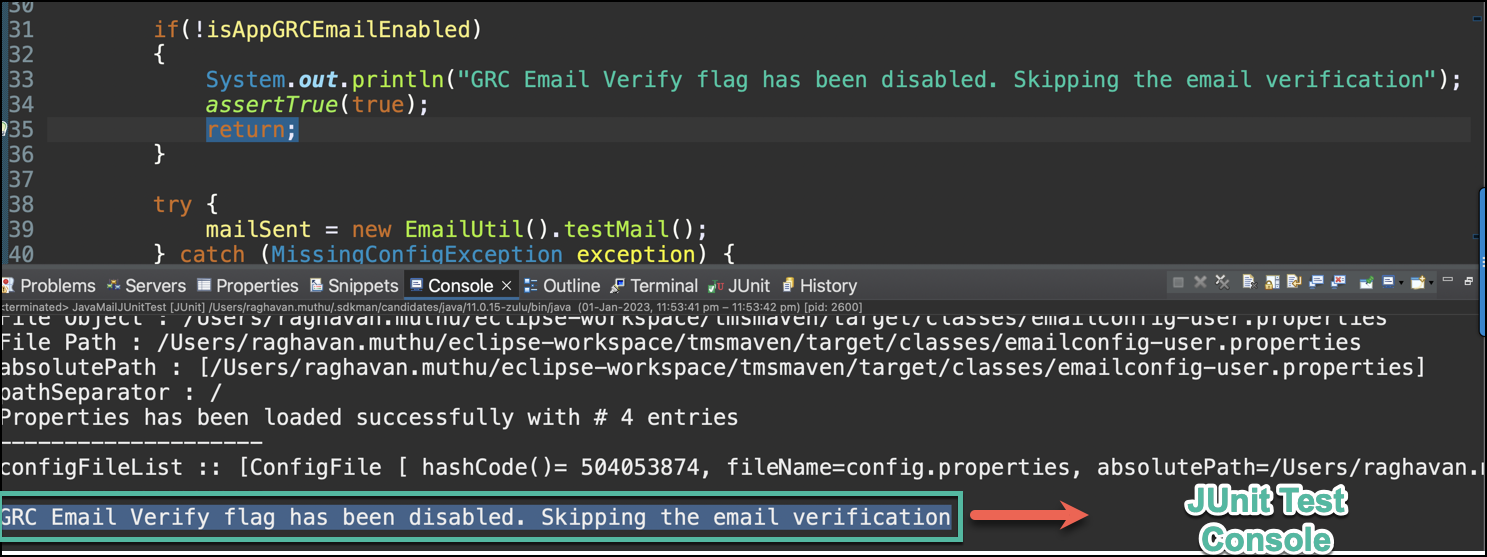 30
31 if(!isAppGRCEmailEnabled)
32 {
33 System.out.println("GRC Email Verify flag has been disabled. Skipping the email verification");
34 assertTrue(true);
35 return;
36 }
37
38 try {
39 mailSent = new EmailUtil().testMail();
40 } catch (MissingConfigException exception) {
Problems Servers Properties Snippets Console Outline Terminal JUnit History
<terminated> JavaMailJUnitTest [JUnit] /Users/raghavan.muthu/.sdkman/candidates/java/11.0.15-zulu/bin/java (01-Jan-2023, 11:53:41 pm – 11:53:42 pm) [pid: 2600]
File Object : /Users/raghavan.muthu/eclipse-workspace/tmsmaven/target/classes/emailconfig-user.properties
File Path : /Users/raghavan.muthu/eclipse-workspace/tmsmaven/target/classes/emailconfig-user.properties
absolutePath : [/Users/raghavan.muthu/eclipse-workspace/tmsmaven/target/classes/emailconfig-user.properties]
pathSeparator : /
Properties has been loaded successfully with # 4 entries
--------------------
configFileList :: [ConfigFile [ hashCode()= 504053874, fileName=config.properties, absolutePath=/Users/raghavan.m
GRC Email Verify flag has been disabled. Skipping the email verification
JUnit Test
Console